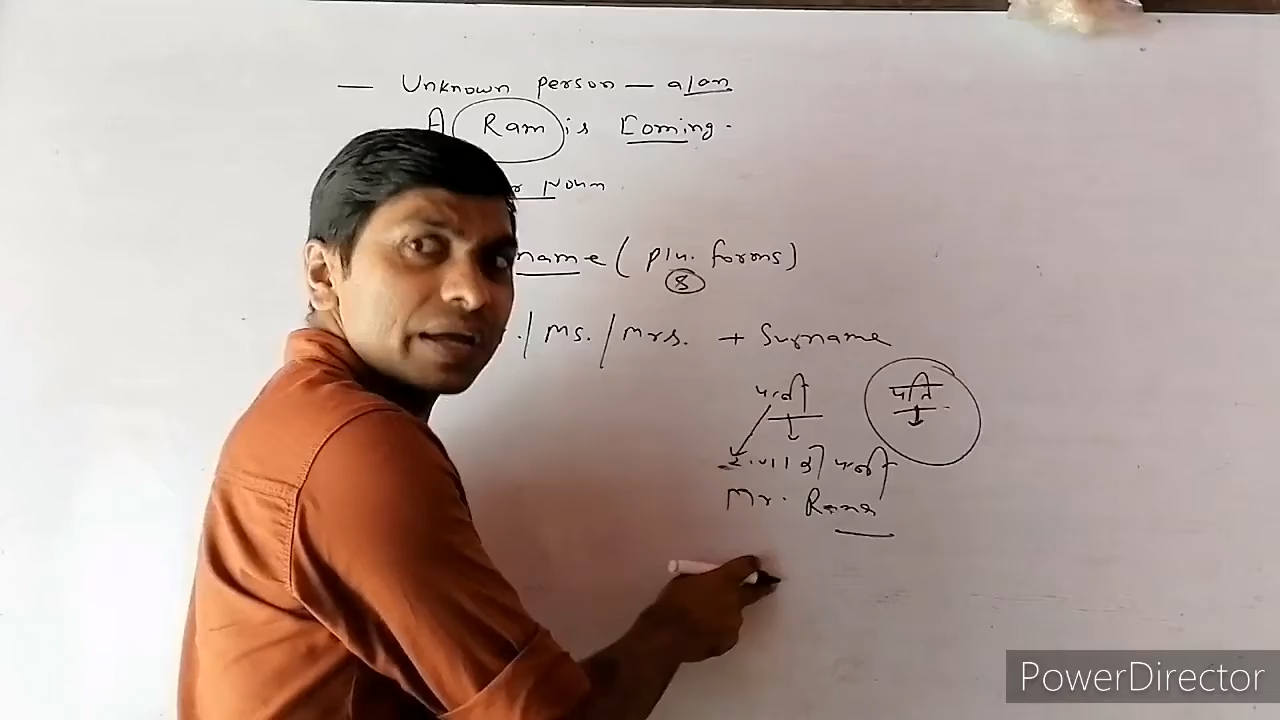 — Unknown person — a/an
A Ram is Coming.
Noun
name ( plu. forms)
S
./ Ms. / Mrs. + Surname
पत्नी पति
की पत्नी
Mr. Rana
PowerDirector